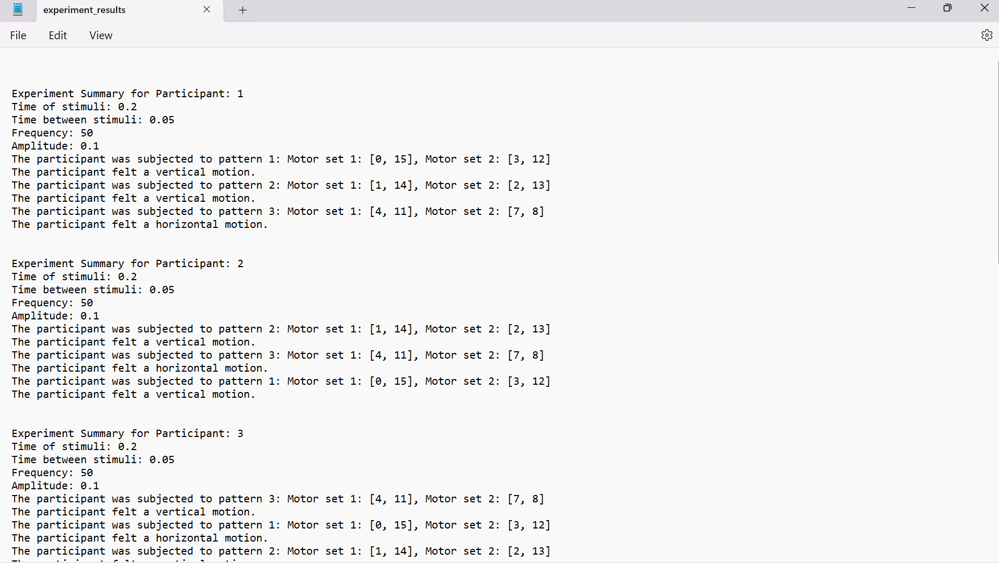 experiment_results
File Edit View
Experiment Summary for Participant: 1
Time of stimuli: 0.2
Time between stimuli: 0.05
Frequency: 50
Amplitude: 0.1
The participant was subjected to pattern 1: Motor set 1: [0, 15], Motor set 2: [3, 12]
The participant felt a vertical motion.
The participant was subjected to pattern 2: Motor set 1: [1, 14], Motor set 2: [2, 13]
The participant felt a vertical motion.
The participant was subjected to pattern 3: Motor set 1: [4, 11], Motor set 2: [7, 8]
The participant felt a horizontal motion.
Experiment Summary for Participant: 2
Time of stimuli: 0.2
Time between stimuli: 0.05
Frequency: 50
Amplitude: 0.1
The participant was subjected to pattern 2: Motor set 1: [1, 14], Motor set 2: [2, 13]
The participant felt a vertical motion.
The participant was subjected to pattern 3: Motor set 1: [4, 11], Motor set 2: [7, 8]
The participant felt a horizontal motion.
The participant was subjected to pattern 1: Motor set 1: [0, 15], Motor set 2: [3, 12]
The participant felt a vertical motion.
Experiment Summary for Participant: 3
Time of stimuli: 0.2
Time between stimuli: 0.05
Frequency: 50
Amplitude: 0.1
The participant was subjected to pattern 3: Motor set 1: [4, 11], Motor set 2: [7, 8]
The participant felt a vertical motion.
The participant was subjected to pattern 1: Motor set 1: [0, 15], Motor set 2: [3, 12]
The participant felt a horizontal motion.
The participant was subjected to pattern 2: Motor set 1: [1, 14], Motor set 2: [2, 13]